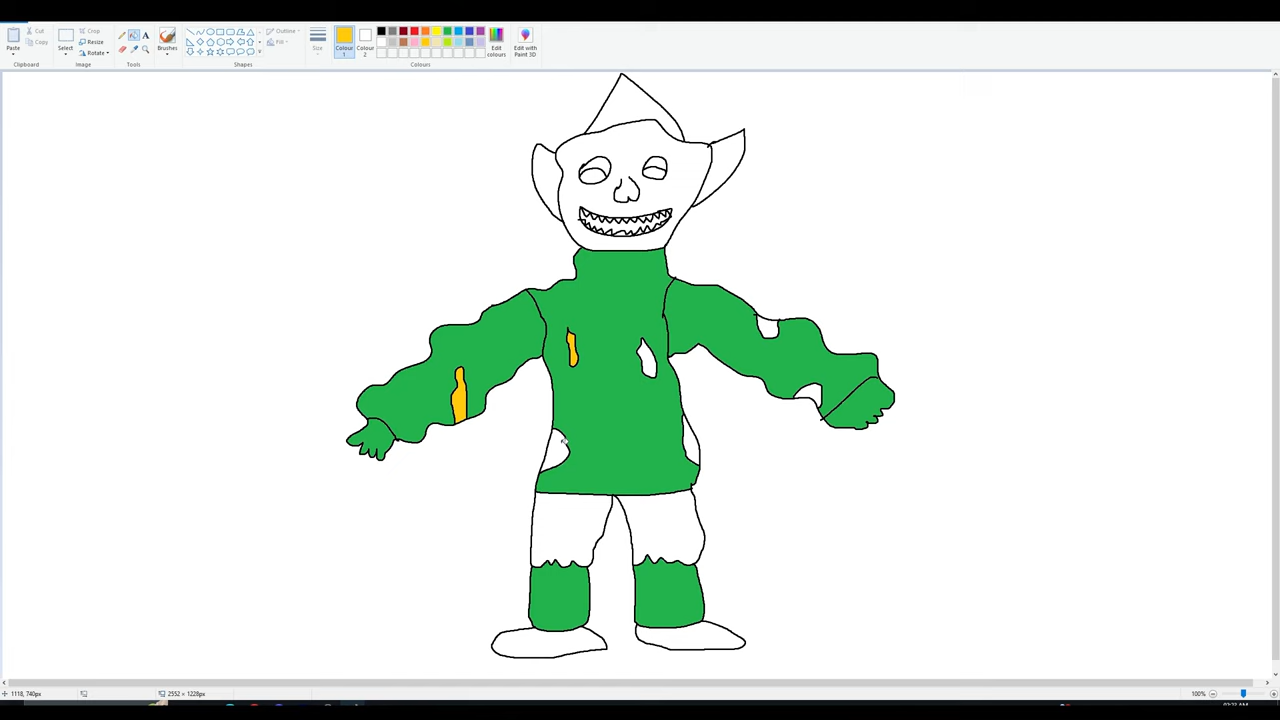 Cut
Copy
Paste
Clipboard
Crop
Resize
Rotate
Select
Image
A
Tools
Brushes
Outline
Fill
Shapes
Size
Colour
1
Colour
2
Edit
colours
Edit with
Paint 3D
Colours
1118, 740px
2552 × 1228px
100%